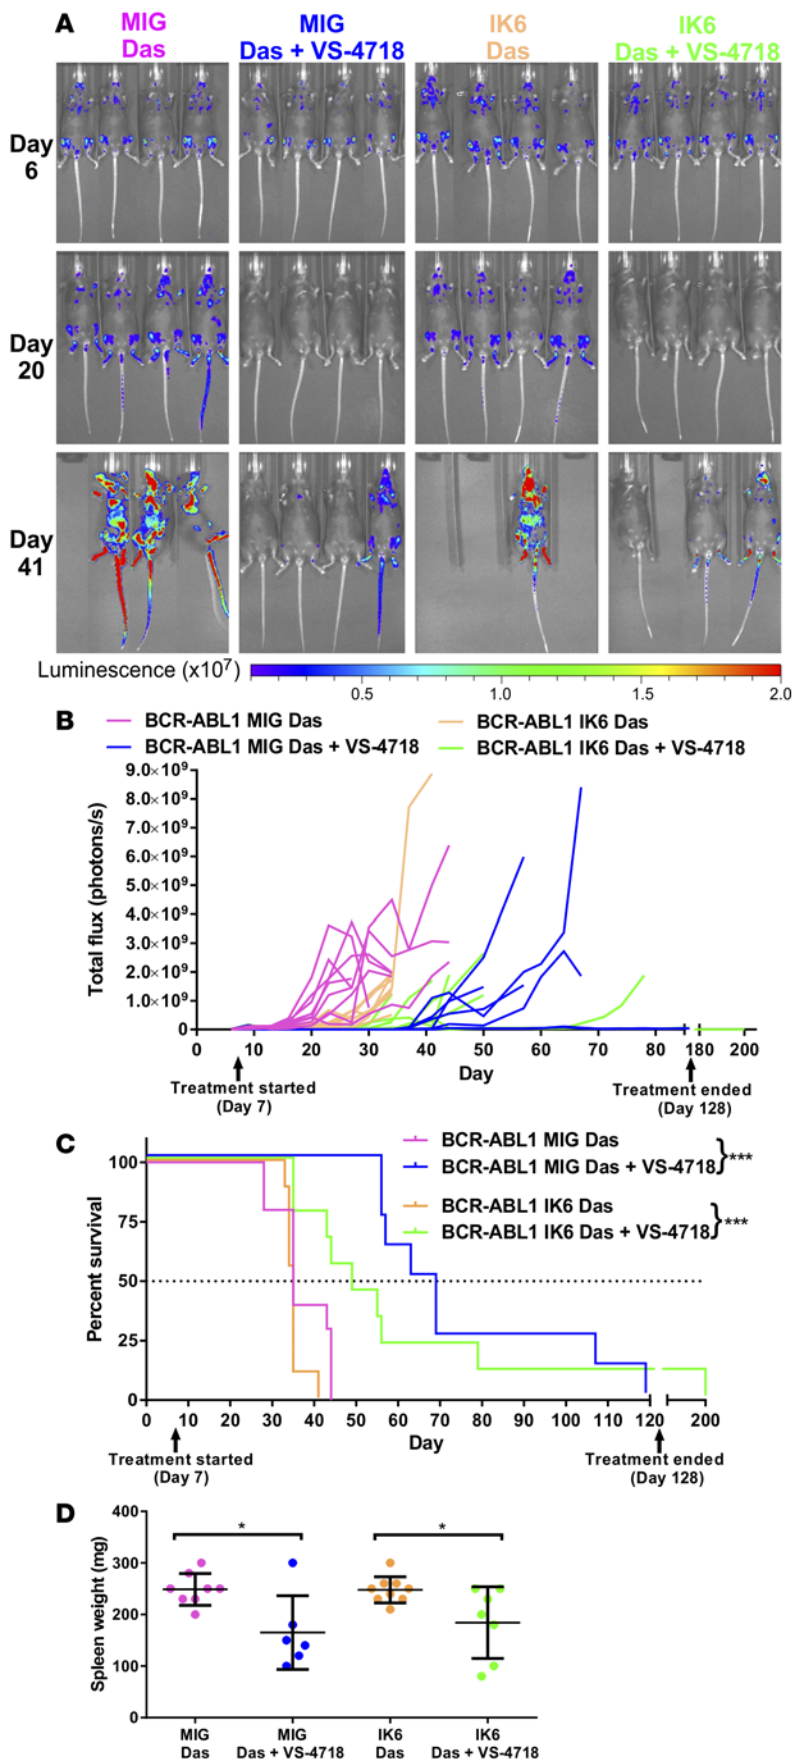 A
MIG
Das
MIG
Das + VS-4718
IK6
Das
IK6
Das + VS-4718
Day
6
Day
20
Day
41
Luminescence (x10⁷)
0.5 1.0 1.5 2.0
B
BCR-ABL1 MIG Das
BCR-ABL1 IK6 Das
BCR-ABL1 MIG Das + VS-4718
BCR-ABL1 IK6 Das + VS-4718
Total flux (photons/s)
9.0×10⁹
8.0×10⁹
7.0×10⁹
6.0×10⁹
5.0×10⁹
4.0×10⁹
3.0×10⁹
2.0×10⁹
1.0×10⁹
0
0 10 20 30 40 50 60 70 80 180 200
Day
Treatment started
(Day 7)
Treatment ended
(Day 128)
C
BCR-ABL1 MIG Das
BCR-ABL1 MIG Das + VS-4718
***
BCR-ABL1 IK6 Das
BCR-ABL1 IK6 Das + VS-4718
***
Percent survival
100
75
50
25
0
0 10 20 30 40 50 60 70 80 90 100 110 120 200
Day
Treatment started
(Day 7)
Treatment ended
(Day 128)
D
Spleen weight (mg)
400
300
200
100
0
*
*
MIG
Das
MIG
Das + VS-4718
IK6
Das
IK6
Das + VS-4718